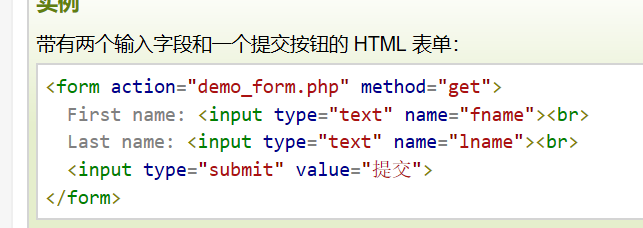 实例
带有两个输入字段和一个提交按钮的 HTML 表单：
<form action="demo_form.php" method="get">
  First name: <input type="text" name="fname"><br>
  Last name: <input type="text" name="lname"><br>
  <input type="submit" value="提交">
</form>